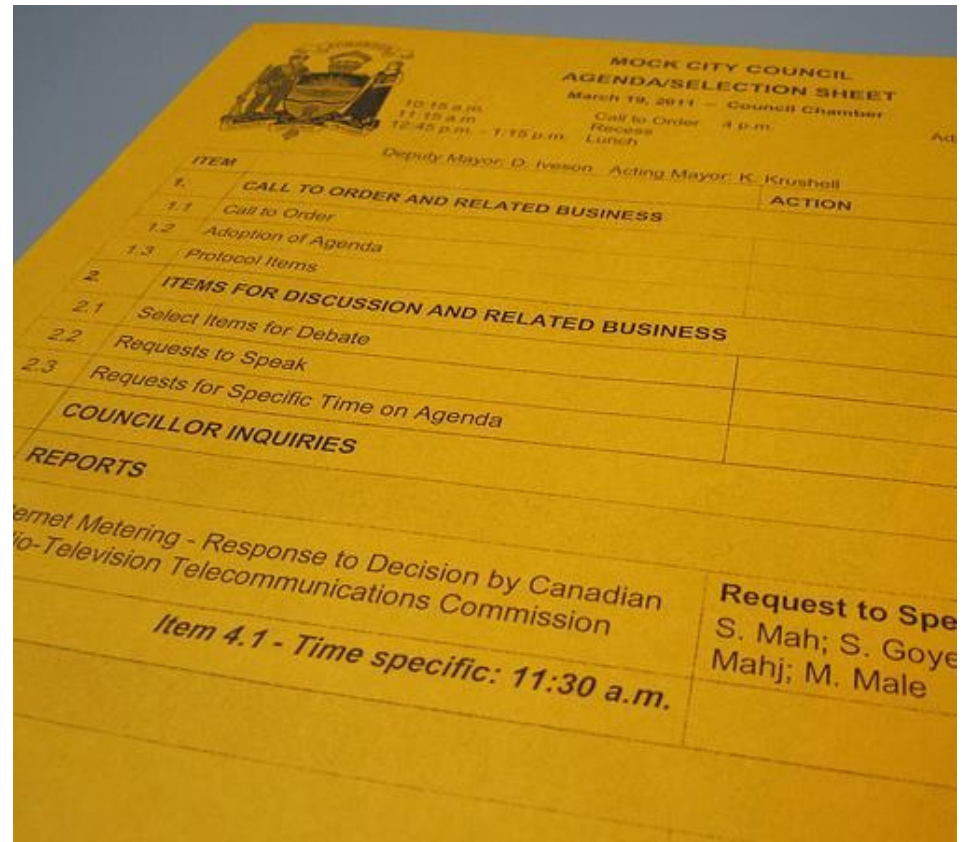 MOCK CITY COUNCIL
AGENDA/SELECTION SHEET
March 19, 2011 – Council Chamber
10:15 a.m. Call to Order 4 p.m. Ad
11:15 a.m Recess
12:45 p.m. - 1:15 p.m. Lunch
Deputy Mayor: D. Iveson Acting Mayor: K. Krushell
ITEM ACTION
1. CALL TO ORDER AND RELATED BUSINESS
1.1 Call to Order
1.2 Adoption of Agenda
1.3 Protocol Items
2. ITEMS FOR DISCUSSION AND RELATED BUSINESS
2.1 Select Items for Debate
2.2 Requests to Speak
2.3 Requests for Specific Time on Agenda
COUNCILLOR INQUIRIES
REPORTS
ernet Metering - Response to Decision by Canadian
io-Television Telecommunications Commission
Request to Spe
S. Mah; S. Goye
Mahj; M. Male
Item 4.1 - Time specific: 11:30 a.m.